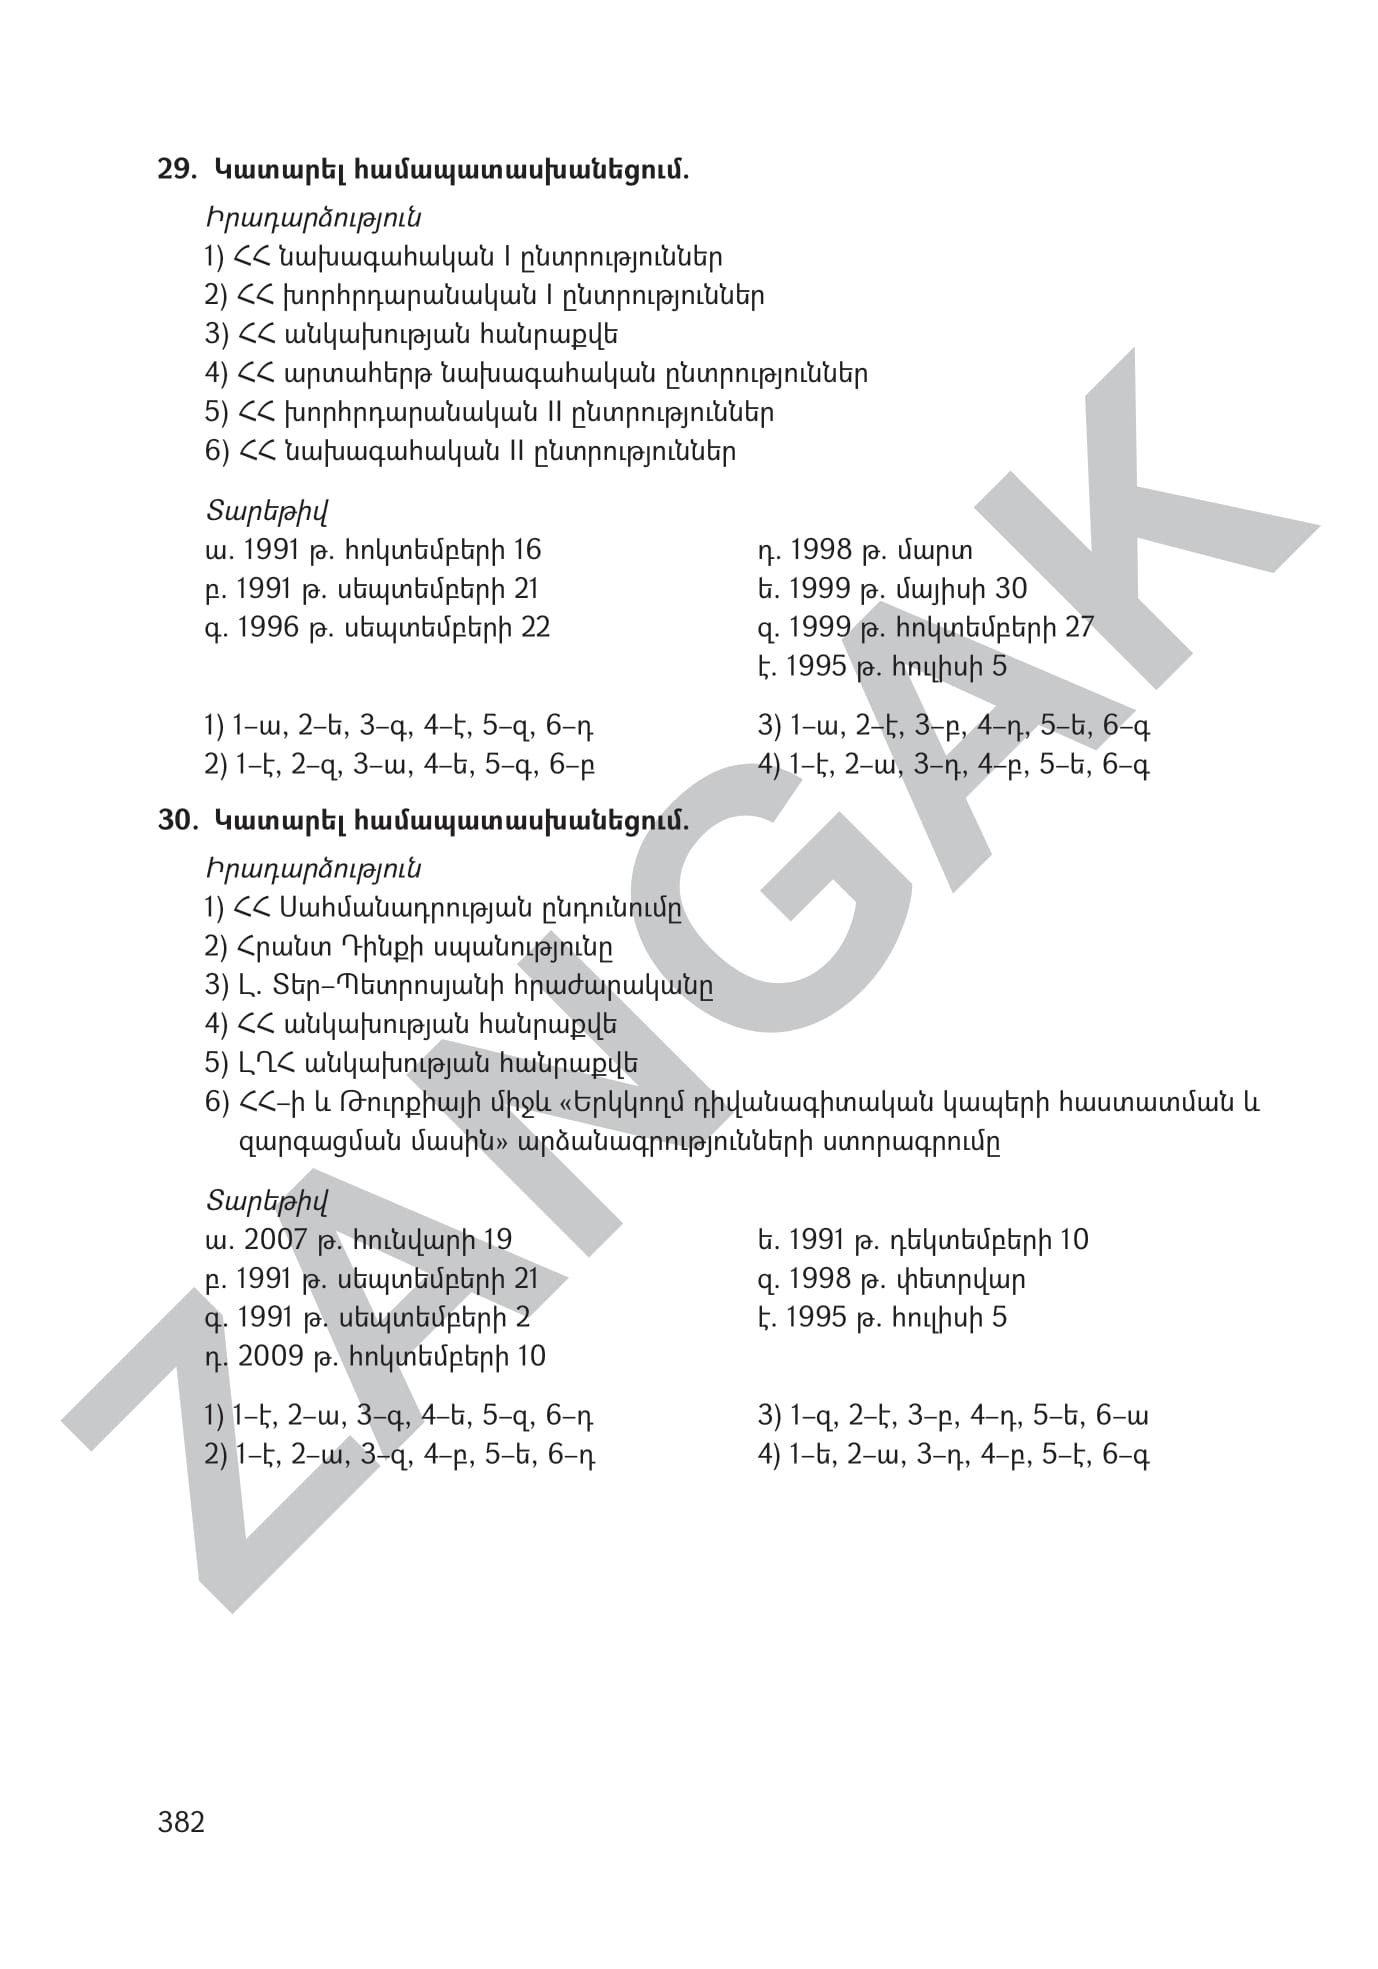 29. Կատարել համապատասխանեցում.
Իրադարձություն
1) ՀՀ նախագահական I ընտրություններ
2) ՀՀ խորհրդարանական I ընտրություններ
3) ՀՀ անկախության հանրաքվե
4) ՀՀ արտահերթ նախագահական ընտրություններ
5) ՀՀ խորհրդարանական II ընտրություններ
6) ՀՀ նախագահական II ընտրություններ
Տարեթիվ
ա. 1991 թ. հոկտեմբերի 16
բ. 1991 թ. սեպտեմբերի 21
գ. 1996 թ. սեպտեմբերի 22
դ. 1998 թ. մարտ
ե. 1999 թ. մայիսի 30
զ. 1999 թ. հոկտեմբերի 27
է. 1995 թ. հուլիսի 5
1) 1–ա, 2–ե, 3–գ, 4–է, 5–զ, 6–դ
2) 1–է, 2–զ, 3–ա, 4–ե, 5–գ, 6–բ
3) 1–ա, 2–է, 3–բ, 4–դ, 5–ե, 6–գ
4) 1–է, 2–ա, 3–դ, 4–բ, 5–ե, 6–գ
30. Կատարել համապատասխանեցում.
Իրադարձություն
1) ՀՀ Սահմանադրության ընդունումը
2) Հրանտ Դինքի սպանությունը
3) Լ. Տեր–Պետրոսյանի հրաժարականը
4) ՀՀ անկախության հանրաքվե
5) ԼՂՀ անկախության հանրաքվե
6) ՀՀ–ի և Թուրքիայի միջև «Երկկողմ դիվանագիտական կապերի հաստատման և
զարգացման մասին» արձանագրությունների ստորագրումը
Տարեթիվ
ա. 2007 թ. հունվարի 19
բ. 1991 թ. սեպտեմբերի 21
գ. 1991 թ. սեպտեմբերի 2
դ. 2009 թ. հոկտեմբերի 10
ե. 1991 թ. դեկտեմբերի 10
զ. 1998 թ. փետրվար
է. 1995 թ. հուլիսի 5
1) 1–է, 2–ա, 3–գ, 4–ե, 5–զ, 6–դ
2) 1–է, 2–ա, 3–զ, 4–բ, 5–ե, 6–դ
3) 1–զ, 2–է, 3–բ, 4–դ, 5–ե, 6–ա
4) 1–ե, 2–ա, 3–դ, 4–բ, 5–է, 6–գ
382
ZANGAK